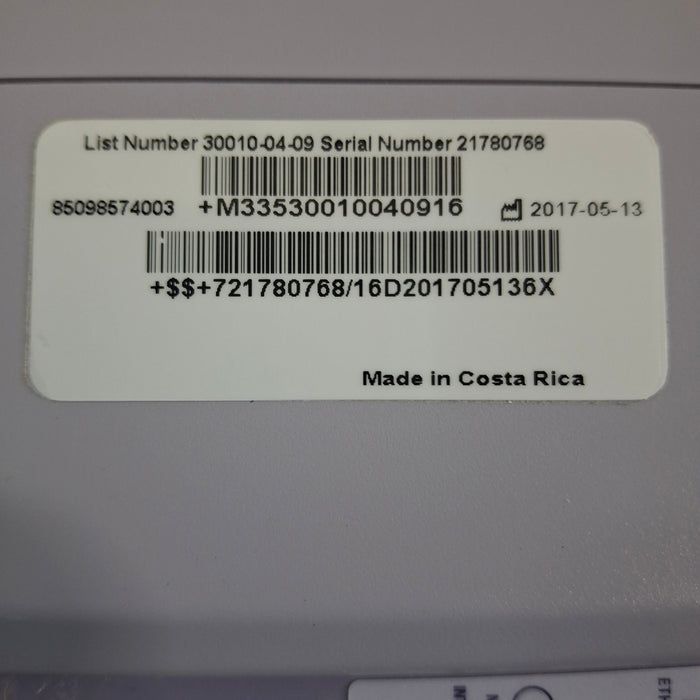 List Number 30010-04-09 Serial Number 21780768
85098574003 +M33530010040916 2017-05-13
+$$+721780768/16D201705136X
Made in Costa Rica